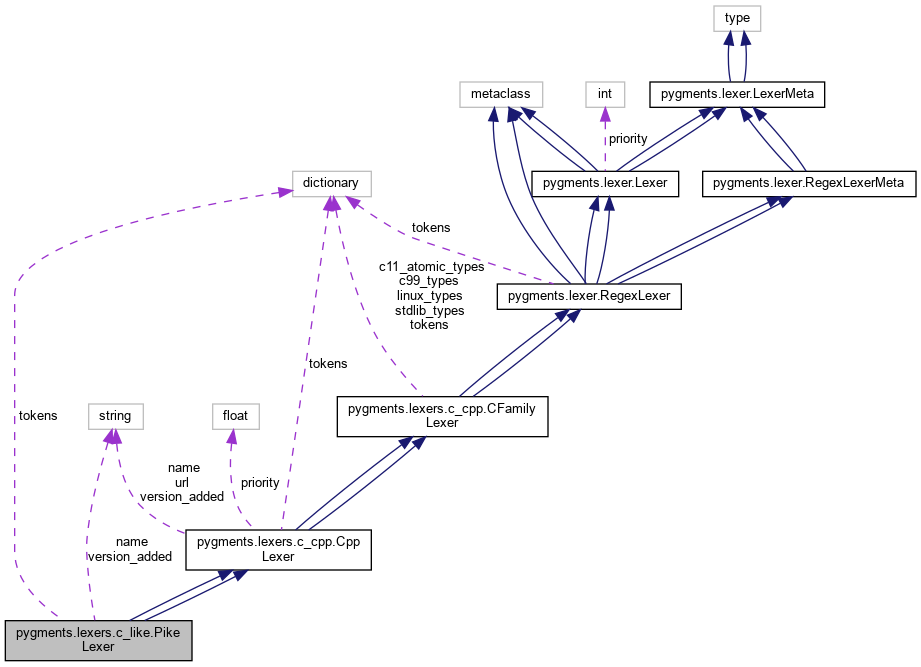 type
metaclass
int
pygments.lexer.LexerMeta
priority
dictionary
pygments.lexer.Lexer
pygments.lexer.RegexLexerMeta
tokens
c11_atomic_types
c99_types
linux_types
stdlib_types
tokens
pygments.lexer.RegexLexer
tokens
tokens
string
float
pygments.lexers.c_cpp.CFamily
Lexer
name
url
version_added
priority
name
version_added
pygments.lexers.c_cpp.Cpp
Lexer
pygments.lexers.c_like.Pike
Lexer